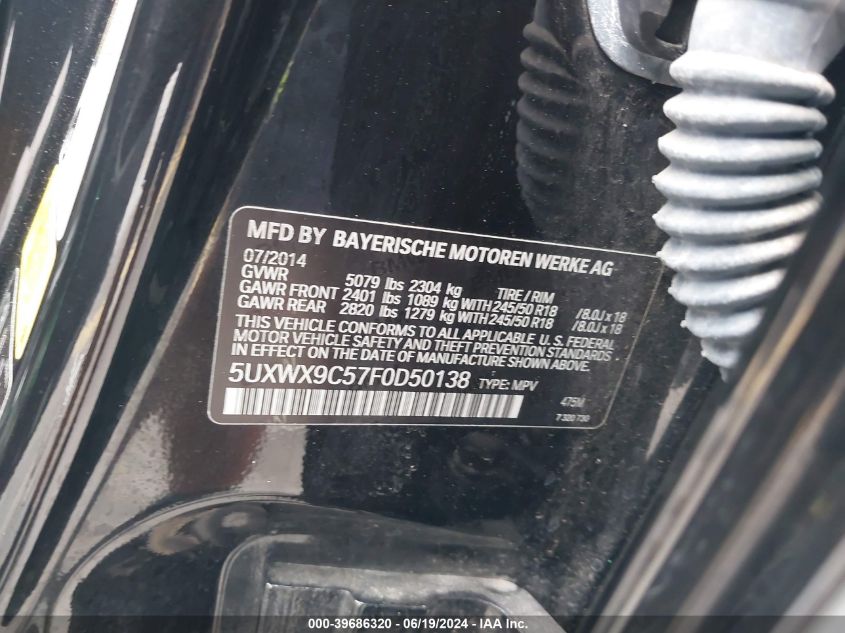 MFD BY BAYERISCHE MOTOREN WERKE AG
07/2014
GVWR 5079 lbs 2304 kg TIRE / RIM
GAWR FRONT 2401 lbs 1089 kg WITH 245/50 R18 /8.0J x 18
GAWR REAR 2820 lbs 1279 kg WITH 245/50 R18 /8.0J x 18
THIS VEHICLE CONFORMS TO ALL APPLICABLE U. S. FEDERAL
MOTOR VEHICLE SAFETY AND THEFT PREVENTION STANDARDS
IN EFFECT ON THE DATE OF MANUFACTURE SHOWN ABOVE.
5UXWX9C57F0D50138 TYPE: MPV 475M
7 320 730
000-39686320 / 06/19/2024 / IAA Inc.